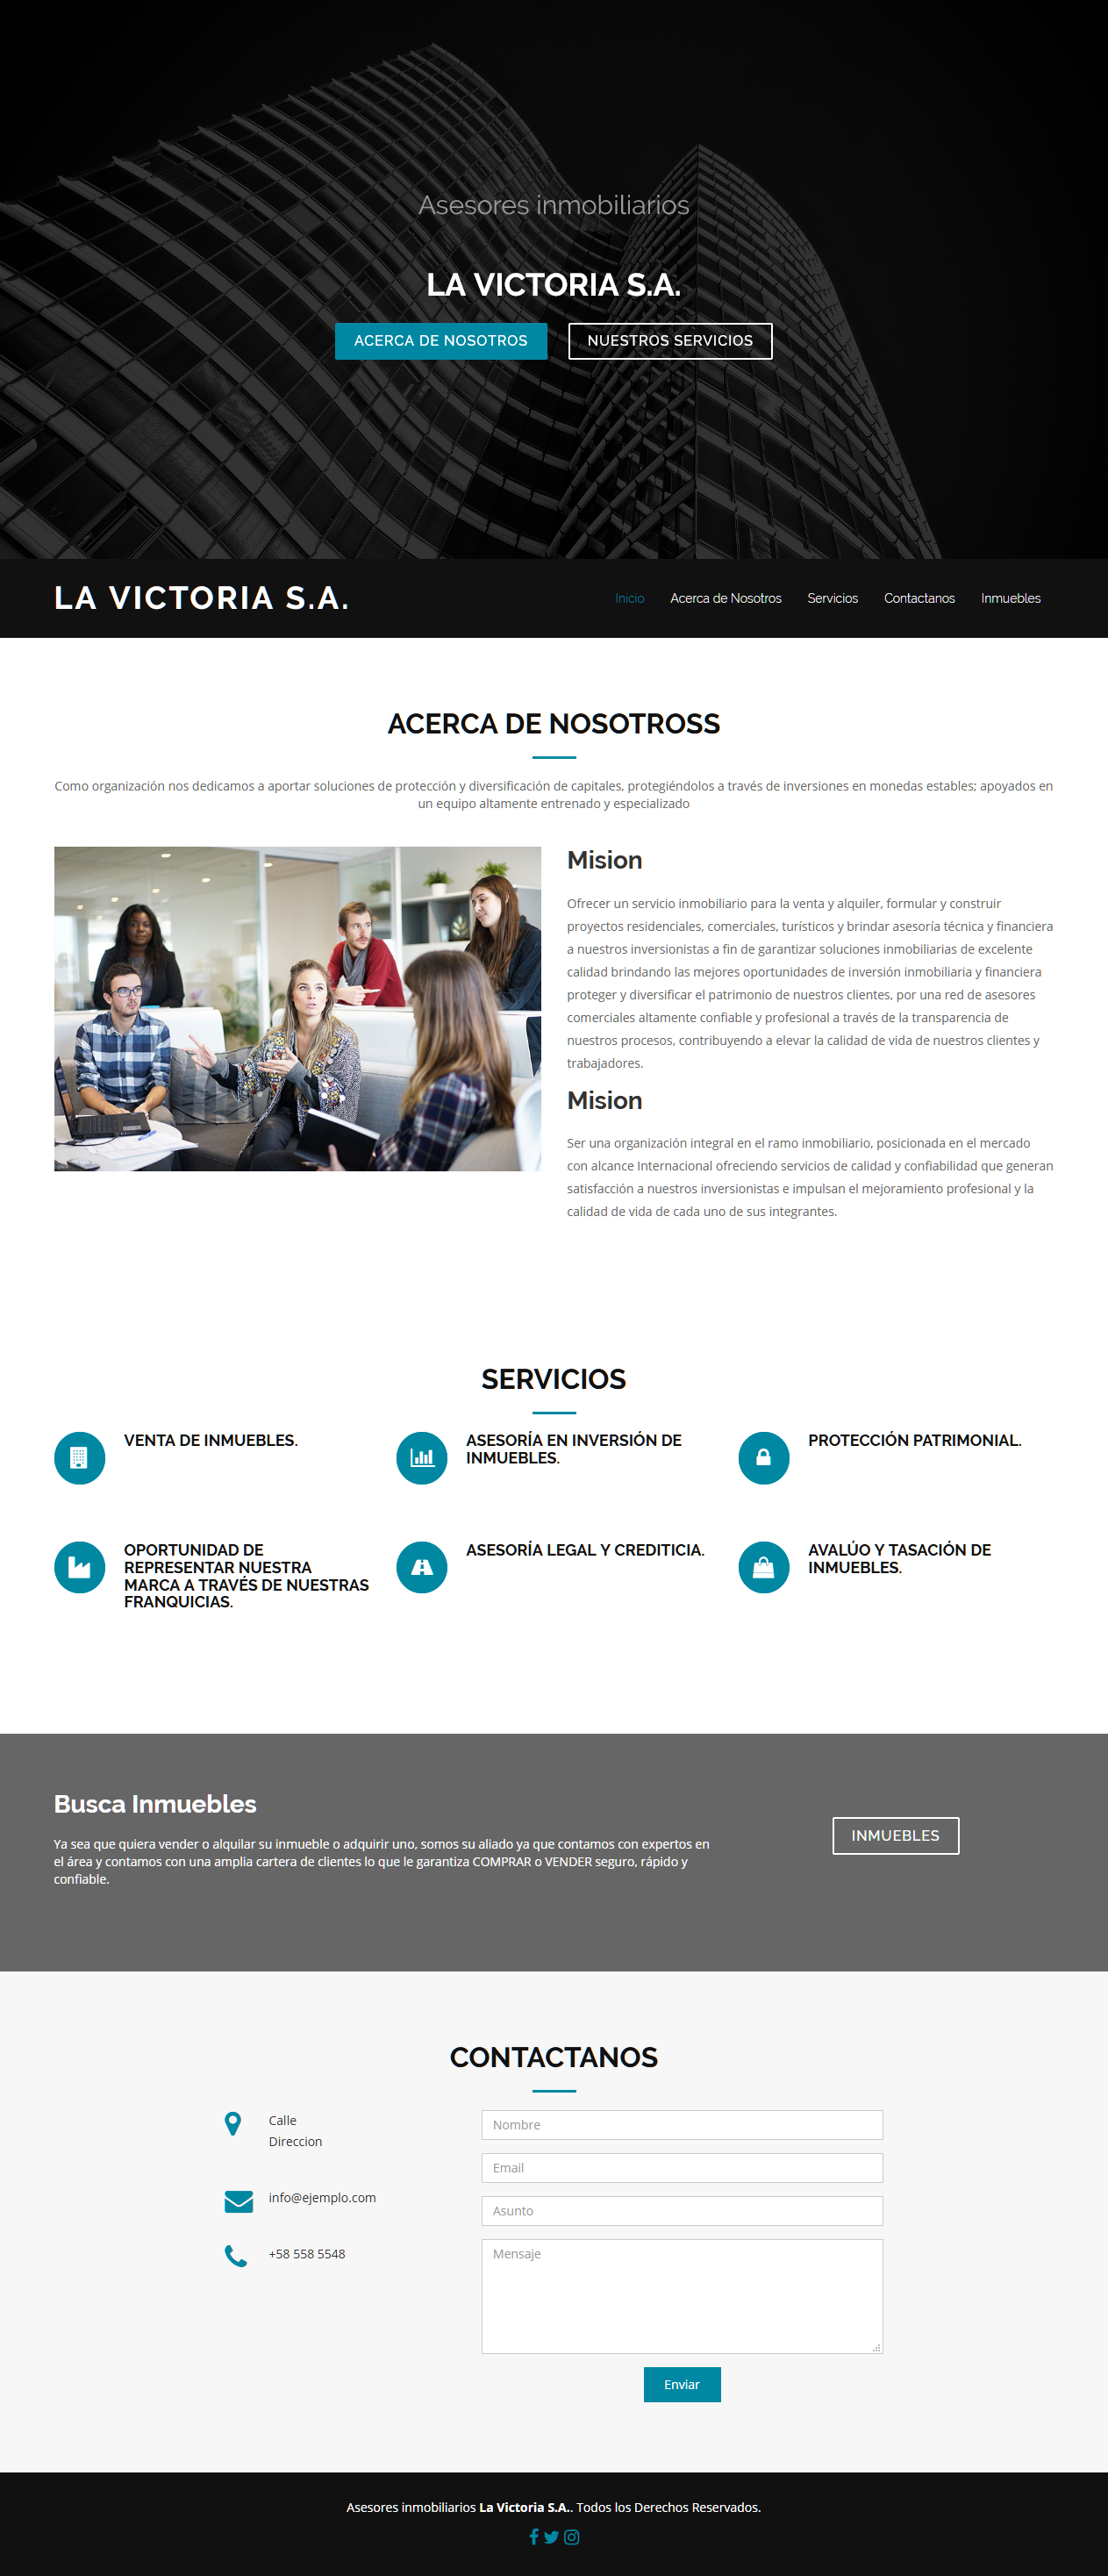 Asesores inmobiliarios
LA VICTORIA S.A.
ACERCA DE NOSOTROS
NUESTROS SERVICIOS
LA VICTORIA S.A.
Inicio
Acerca de Nosotros
Servicios
Contactanos
Inmuebles
ACERCA DE NOSOTROSS
Como organización nos dedicamos a aportar soluciones de protección y diversificación de capitales, protegiéndolos a través de inversiones en monedas estables; apoyados en
un equipo altamente entrenado y especializado
Mision
Ofrecer un servicio inmobiliario para la venta y alquiler, formular y construir
proyectos residenciales, comerciales, turísticos y brindar asesoría técnica y financiera
a nuestros inversionistas a fin de garantizar soluciones inmobiliarias de excelente
calidad brindando las mejores oportunidades de inversión inmobiliaria y financiera
proteger y diversificar el patrimonio de nuestros clientes, por una red de asesores
comerciales altamente confiable y profesional a través de la transparencia de
nuestros procesos, contribuyendo a elevar la calidad de vida de nuestros clientes y
trabajadores.
Mision
Ser una organización integral en el ramo inmobiliario, posicionada en el mercado
con alcance Internacional ofreciendo servicios de calidad y confiabilidad que generan
satisfacción a nuestros inversionistas e impulsan el mejoramiento profesional y la
calidad de vida de cada uno de sus integrantes.
SERVICIOS
VENTA DE INMUEBLES.
ASESORÍA EN INVERSIÓN DE
INMUEBLES.
PROTECCIÓN PATRIMONIAL.
OPORTUNIDAD DE
REPRESENTAR NUESTRA
MARCA A TRAVÉS DE NUESTRAS
FRANQUICIAS.
ASESORÍA LEGAL Y CREDITICIA.
AVALÚO Y TASACIÓN DE
INMUEBLES.
Busca Inmuebles
Ya sea que quiera vender o alquilar su inmueble o adquirir uno, somos su aliado ya que contamos con expertos en
el área y contamos con una amplia cartera de clientes lo que le garantiza COMPRAR o VENDER seguro, rápido y
confiable.
INMUEBLES
CONTACTANOS
Calle
Direccion
info@ejemplo.com
+58 558 5548
Nombre
Email
Asunto
Mensaje
Enviar
Asesores inmobiliarios La Victoria S.A.. Todos los Derechos Reservados.